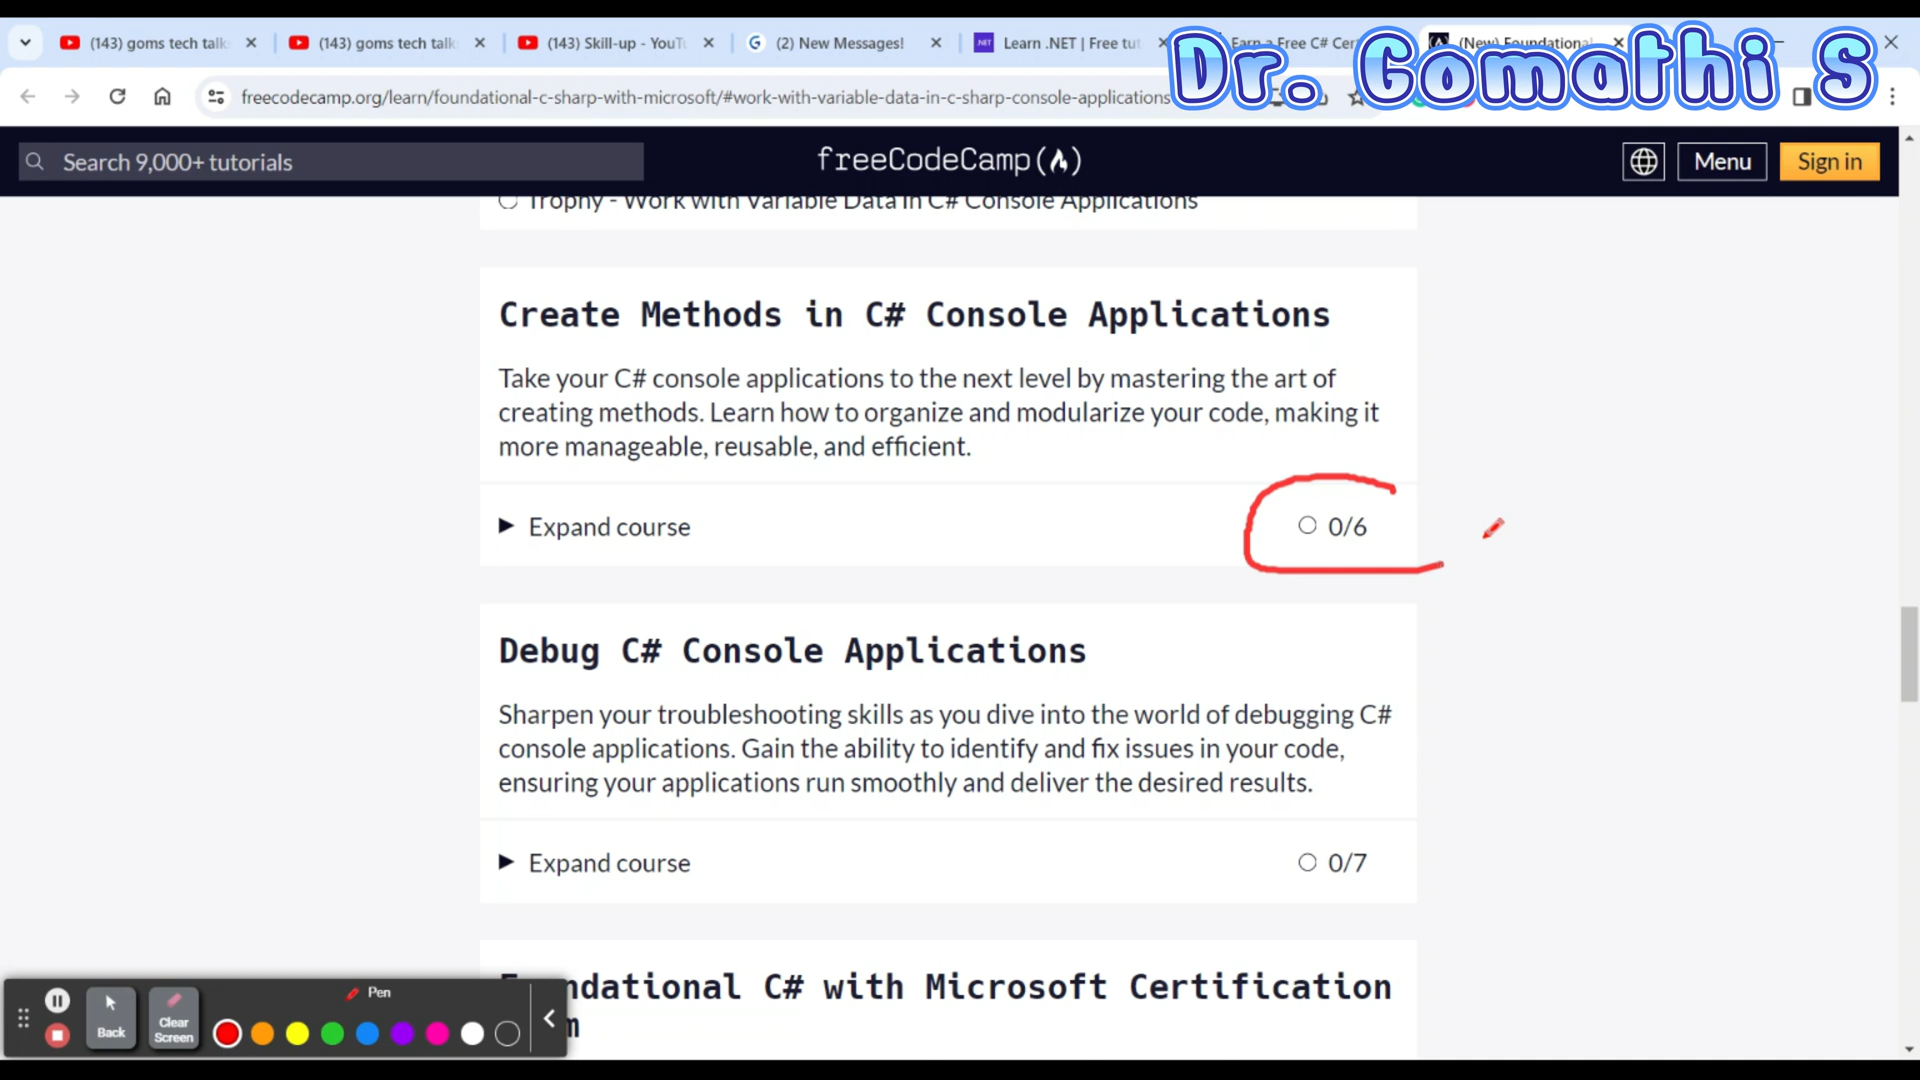 (143) goms tech talk
(143) goms tech talk
(143) Skill-up - YouTu
(2) New Messages!
Learn .NET | Free tut
Earn a Free C# Cer
(New) Foundational
Dr. Gomathi S
freecodecamp.org/learn/foundational-c-sharp-with-microsoft/#work-with-variable-data-in-c-sharp-console-applications
Search 9,000+ tutorials
freeCodeCamp
Menu
Sign in
Trophy - Work with Variable Data in C# Console Applications
Create Methods in C# Console Applications
Take your C# console applications to the next level by mastering the art of
creating methods. Learn how to organize and modularize your code, making it
more manageable, reusable, and efficient.
Expand course
0/6
Debug C# Console Applications
Sharpen your troubleshooting skills as you dive into the world of debugging C#
console applications. Gain the ability to identify and fix issues in your code,
ensuring your applications run smoothly and deliver the desired results.
Expand course
0/7
ndational C# with Microsoft Certification
m
Pen
Back
Clear
Screen